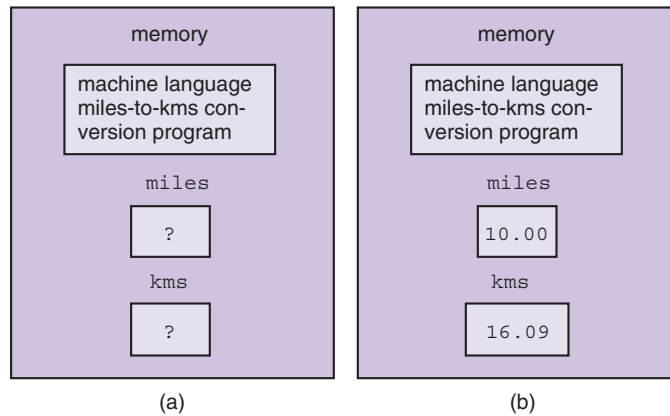 memory
machine language
miles-to-kms con-
version program
miles
?
kms
?
(a)
memory
machine language
miles-to-kms con-
version program
miles
10.00
kms
16.09
(b)